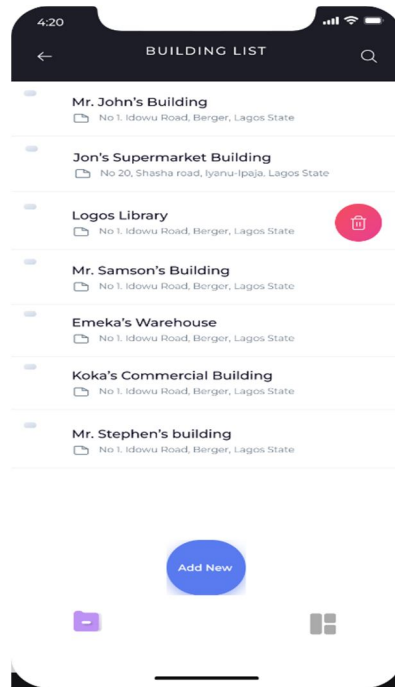 4:20
BUILDING LIST
Mr. John's Building
No 1. Idowu Road, Berger, Lagos State
Jon's Supermarket Building
No 20, Shasha road, Iyanu-Ipaja, Lagos State
Logos Library
No 1. Idowu Road, Berger, Lagos State
Mr. Samson's Building
No 1. Idowu Road, Berger, Lagos State
Emeka's Warehouse
No 1. Idowu Road, Berger, Lagos State
Koka's Commercial Building
No 1. Idowu Road, Berger, Lagos State
Mr. Stephen's building
No 1. Idowu Road, Berger, Lagos State
Add New